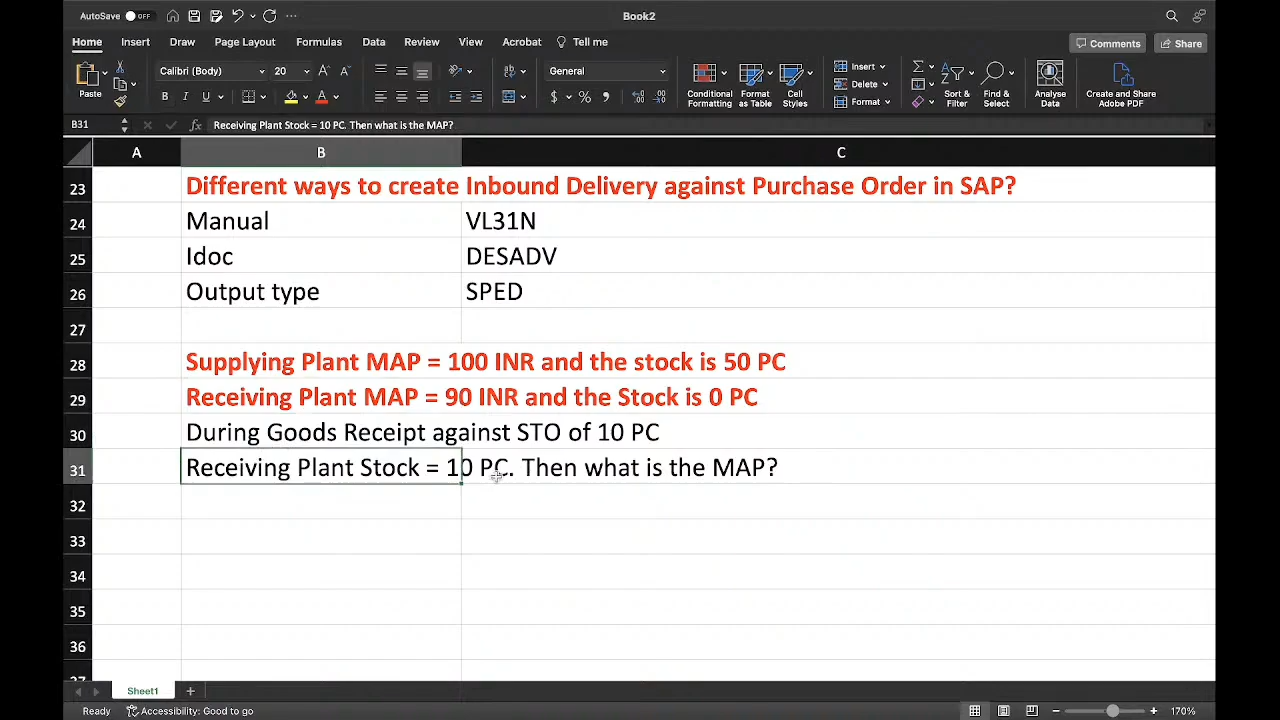 AutoSave OFF
Book2
Home Insert Draw Page Layout Formulas Data Review View Acrobat Tell me Comments Share
Paste Calibri (Body) 20 General Conditional Formatting Format as Table Cell Styles Insert Delete Format Sort & Filter Find & Select Analyse Data Create and Share Adobe PDF
B31 fx Receiving Plant Stock = 10 PC. Then what is the MAP?
A B C
23 Different ways to create Inbound Delivery against Purchase Order in SAP?
24 Manual VL31N
25 Idoc DESADV
26 Output type SPED
27
28 Supplying Plant MAP = 100 INR and the stock is 50 PC
29 Receiving Plant MAP = 90 INR and the Stock is 0 PC
30 During Goods Receipt against STO of 10 PC
31 Receiving Plant Stock = 10 PC. Then what is the MAP?
32
33
34
35
36
37
Sheet1
Ready Accessibility: Good to go 170%